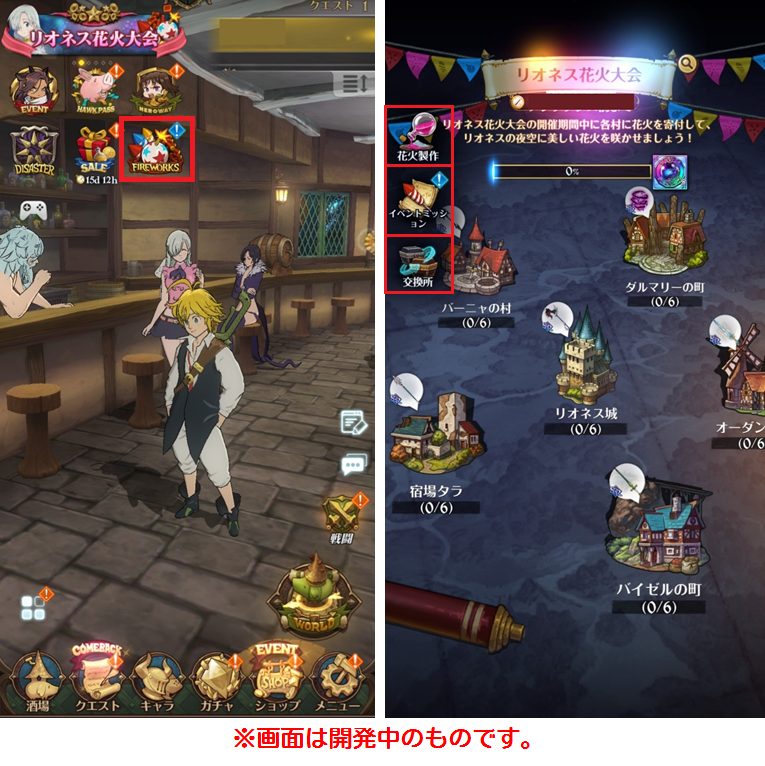 クエスト 1
リオネス花火大会
EVENT
HAWK PASS
HERO WAY
DISASTER
SALE
FIREWORKS
15d 12h
戦闘
WORLD
COMEBACK
EVENT
SHOP
酒場
クエスト
キャラ
ガチャ
ショップ
メニュー
リオネス花火大会
リオネス花火大会の開催期間中に各村に花火を寄付して、
リオネスの夜空に美しい花火を咲かせましょう！
花火製作
0%
イベントミッシ
ョン
交換所
ダルマリーの町
(0/6)
バーニャの村
(0/6)
リオネス城
(0/6)
オーダン
(0/6
宿場タラ
(0/6)
バイゼルの町
(0/6)
※画面は開発中のものです。